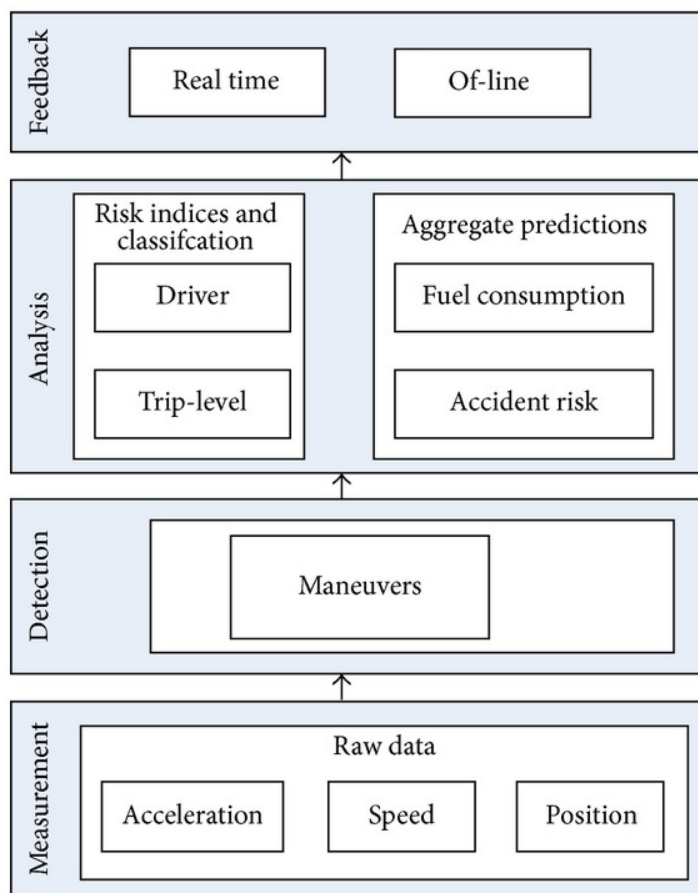 Feedback
Real time
Of-line
Analysis
Risk indices and
classifcation
Driver
Trip-level
Aggregate predictions
Fuel consumption
Accident risk
Detection
Maneuvers
Measurement
Raw data
Acceleration
Speed
Position